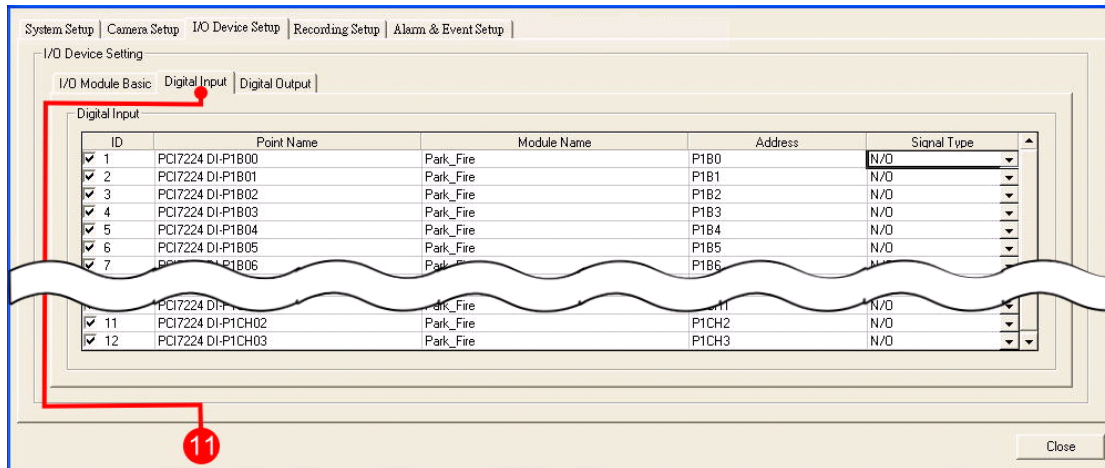 System Setup | Camera Setup | I/O Device Setup | Recording Setup | Alarm & Event Setup |
I/O Device Setting
I/O Module Basic Digital Input | Digital Output |
Digital Input
ID Point Name Module Name Address Signal Type
1 PCI7224 DI-P1B00 Park_Fire P1B0 N/O
2 PCI7224 DI-P1B01 Park_Fire P1B1 N/O
3 PCI7224 DI-P1B02 Park_Fire P1B2 N/O
4 PCI7224 DI-P1B03 Park_Fire P1B3 N/O
5 PCI7224 DI-P1B04 Park_Fire P1B4 N/O
6 PCI7224 DI-P1B05 Park_Fire P1B5 N/O
7 PCI7224 DI-P1B06 Park_Fire P1B6 N/O
Park_Fire N/O
11 PCI7224 DI-P1CH02 Park_Fire P1CH2 N/O
12 PCI7224 DI-P1CH03 Park_Fire P1CH3 N/O
11
Close